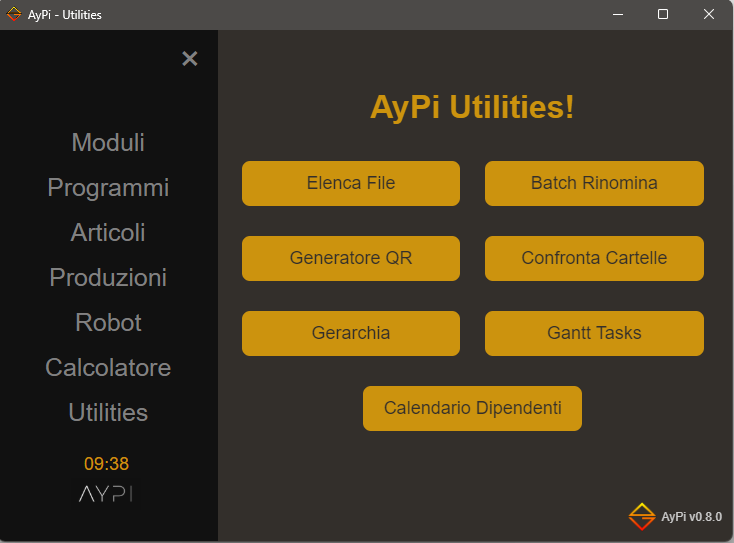 AyPi - Utilities
×
Moduli
Programmi
Articoli
Produzioni
Robot
Calcolatore
Utilities
09:38
AYPI
AyPi Utilities!
Elenca File
Batch Rinomina
Generatore QR
Confronta Cartelle
Gerarchia
Gantt Tasks
Calendario Dipendenti
AyPi v0.8.0